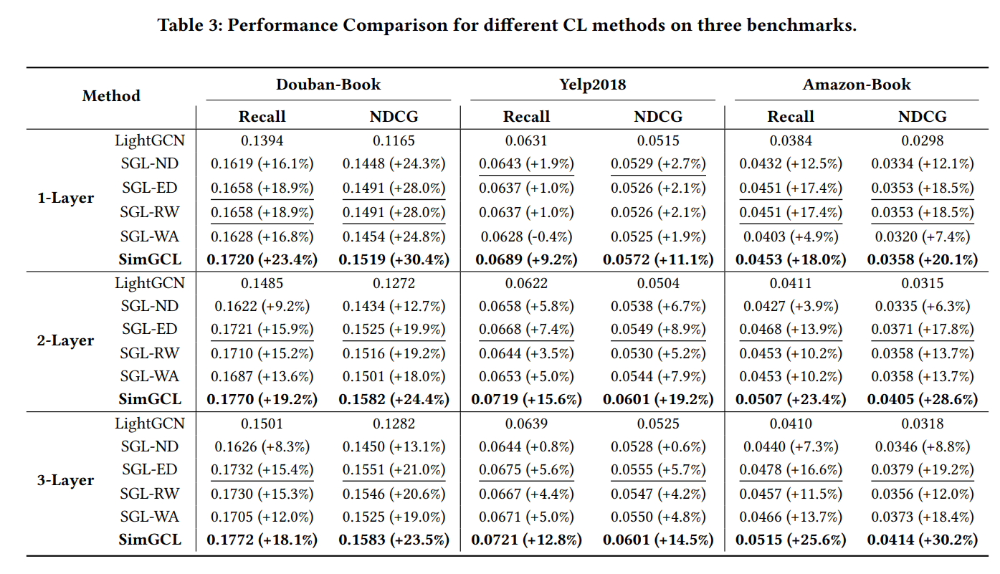 Table 3: Performance Comparison for different CL methods on three benchmarks.
Method Douban-Book Yelp2018 Amazon-Book
Recall NDCG Recall NDCG Recall NDCG
LightGCN 0.1394 0.1165 0.0631 0.0515 0.0384 0.0298
SGL-ND 0.1619 (+16.1%) 0.1448 (+24.3%) 0.0643 (+1.9%) 0.0529 (+2.7%) 0.0432 (+12.5%) 0.0334 (+12.1%)
1-Layer SGL-ED 0.1658 (+18.9%) 0.1491 (+28.0%) 0.0637 (+1.0%) 0.0526 (+2.1%) 0.0451 (+17.4%) 0.0353 (+18.5%)
SGL-RW 0.1658 (+18.9%) 0.1491 (+28.0%) 0.0637 (+1.0%) 0.0526 (+2.1%) 0.0451 (+17.4%) 0.0353 (+18.5%)
SGL-WA 0.1628 (+16.8%) 0.1454 (+24.8%) 0.0628 (-0.4%) 0.0525 (+1.9%) 0.0403 (+4.9%) 0.0320 (+7.4%)
SimGCL 0.1720 (+23.4%) 0.1519 (+30.4%) 0.0689 (+9.2%) 0.0572 (+11.1%) 0.0453 (+18.0%) 0.0358 (+20.1%)
LightGCN 0.1485 0.1272 0.0622 0.0504 0.0411 0.0315
SGL-ND 0.1622 (+9.2%) 0.1434 (+12.7%) 0.0658 (+5.8%) 0.0538 (+6.7%) 0.0427 (+3.9%) 0.0335 (+6.3%)
2-Layer SGL-ED 0.1721 (+15.9%) 0.1525 (+19.9%) 0.0668 (+7.4%) 0.0549 (+8.9%) 0.0468 (+13.9%) 0.0371 (+17.8%)
SGL-RW 0.1710 (+15.2%) 0.1516 (+19.2%) 0.0644 (+3.5%) 0.0530 (+5.2%) 0.0453 (+10.2%) 0.0358 (+13.7%)
SGL-WA 0.1687 (+13.6%) 0.1501 (+18.0%) 0.0653 (+5.0%) 0.0544 (+7.9%) 0.0453 (+10.2%) 0.0358 (+13.7%)
SimGCL 0.1770 (+19.2%) 0.1582 (+24.4%) 0.0719 (+15.6%) 0.0601 (+19.2%) 0.0507 (+23.4%) 0.0405 (+28.6%)
LightGCN 0.1501 0.1282 0.0639 0.0525 0.0410 0.0318
SGL-ND 0.1626 (+8.3%) 0.1450 (+13.1%) 0.0644 (+0.8%) 0.0528 (+0.6%) 0.0440 (+7.3%) 0.0346 (+8.8%)
3-Layer SGL-ED 0.1732 (+15.4%) 0.1551 (+21.0%) 0.0675 (+5.6%) 0.0555 (+5.7%) 0.0478 (+16.6%) 0.0379 (+19.2%)
SGL-RW 0.1730 (+15.3%) 0.1546 (+20.6%) 0.0667 (+4.4%) 0.0547 (+4.2%) 0.0457 (+11.5%) 0.0356 (+12.0%)
SGL-WA 0.1705 (+12.0%) 0.1525 (+19.0%) 0.0671 (+5.0%) 0.0550 (+4.8%) 0.0466 (+13.7%) 0.0373 (+18.4%)
SimGCL 0.1772 (+18.1%) 0.1583 (+23.5%) 0.0721 (+12.8%) 0.0601 (+14.5%) 0.0515 (+25.6%) 0.0414 (+30.2%)